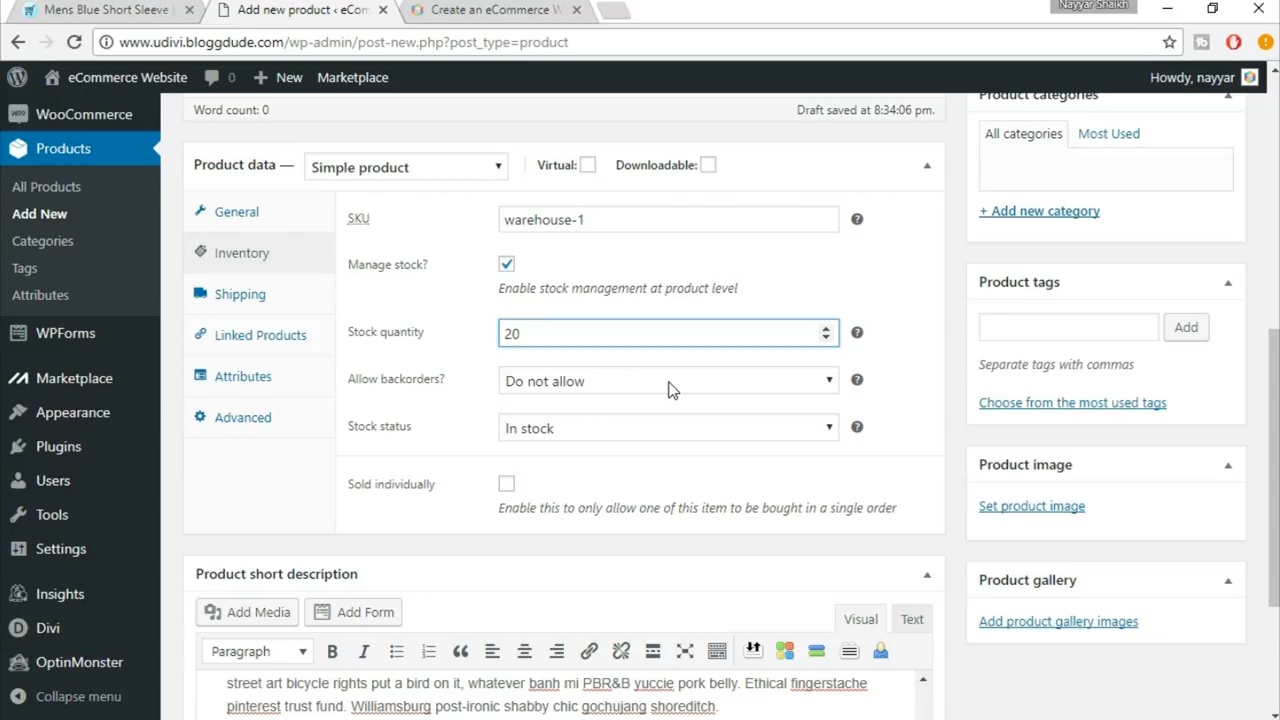 Mens Blue Short Sleeve
Add new product ‹ eCom
Create an eCommerce W
Nayyar Shaikh
www.udivi.bloggdude.com/wp-admin/post-new.php?post_type=product
eCommerce Website
0
New
Marketplace
Howdy, nayyar
WooCommerce
Products
All Products
Add New
Categories
Tags
Attributes
WPForms
Marketplace
Appearance
Plugins
Users
Tools
Settings
Insights
Divi
OptinMonster
Collapse menu
Word count: 0
Draft saved at 8:34:06 pm.
Product data —
Simple product
Virtual:
Downloadable:
General
Inventory
Shipping
Linked Products
Attributes
Advanced
SKU
warehouse-1
Manage stock?
Enable stock management at product level
Stock quantity
20
Allow backorders?
Do not allow
Stock status
In stock
Sold individually
Enable this to only allow one of this item to be bought in a single order
Product short description
Add Media
Add Form
Visual
Text
Paragraph
street art bicycle rights put a bird on it, whatever banh mi PBR&B yuccie pork belly. Ethical fingerstache
pinterest trust fund. Williamsburg post-ironic shabby chic gochujang shoreditch.
Product categories
All categories
Most Used
+ Add new category
Product tags
Add
Separate tags with commas
Choose from the most used tags
Product image
Set product image
Product gallery
Add product gallery images